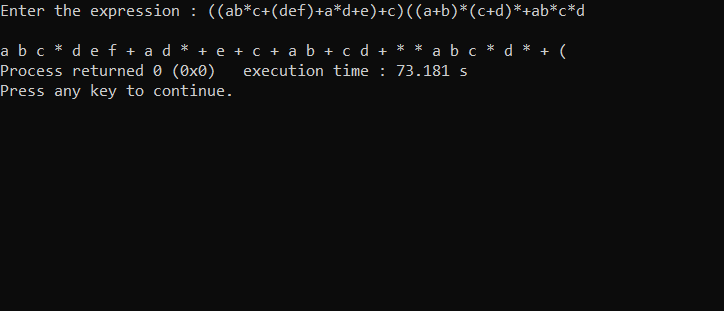 Enter the expression : ((ab*c+(def)+a*d+e)+c)((a+b)*(c+d)*+ab*c*d
a b c * d e f + a d * + e + c + a b + c d + * * a b c * d * + (
Process returned 0 (0x0)   execution time : 73.181 s
Press any key to continue.